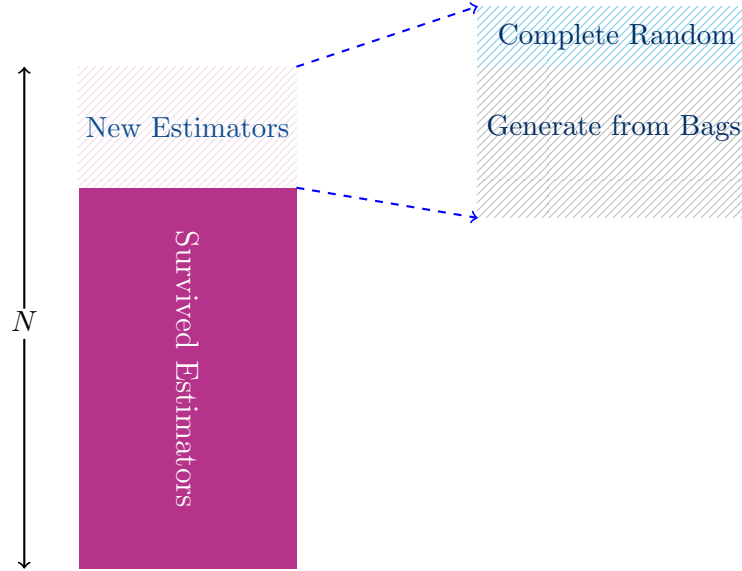 Complete Random
New Estimators
Generate from Bags
N
Survived Estimators